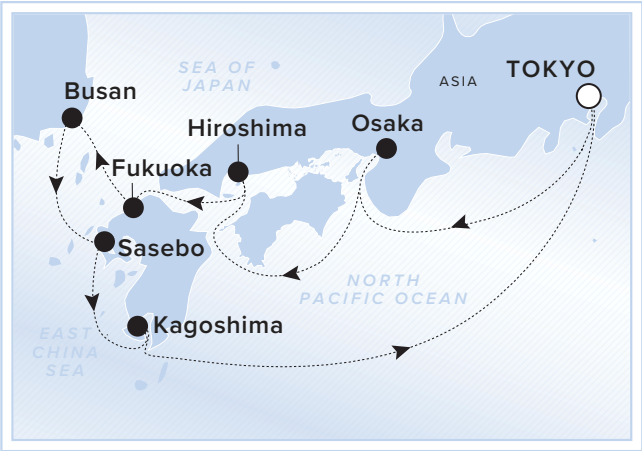 SEA OF
JAPAN
ASIA
TOKYO
Busan
Hiroshima
Osaka
Fukuoka
Sasebo
NORTH
PACIFIC OCEAN
Kagoshima
EAST
CHINA
SEA